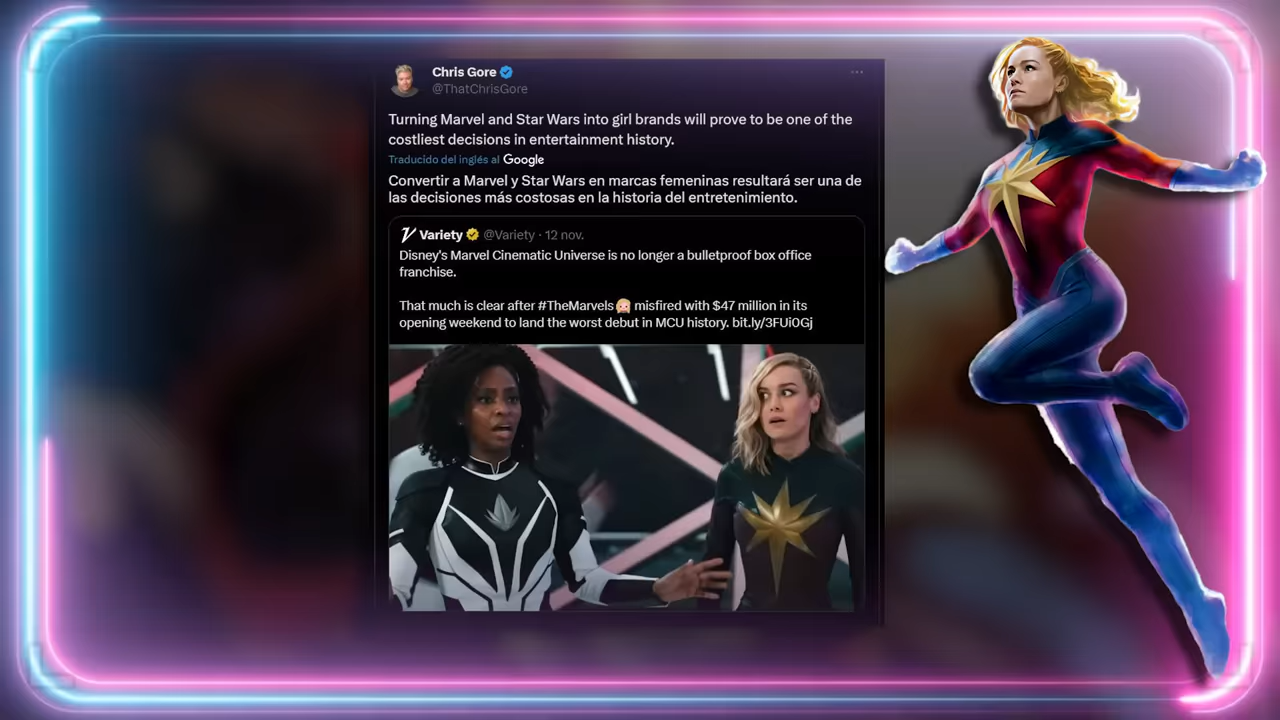 Chris Gore
@ThatChrisGore
Turning Marvel and Star Wars into girl brands will prove to be one of the
costliest decisions in entertainment history.
Traducido del inglés al Google
Convertir a Marvel y Star Wars en marcas femeninas resultará ser una de
las decisiones más costosas en la historia del entretenimiento.
Variety @Variety · 12 nov.
Disney's Marvel Cinematic Universe is no longer a bulletproof box office
franchise.
That much is clear after #TheMarvels misfired with $47 million in its
opening weekend to land the worst debut in MCU history. bit.ly/3FUi0Gj